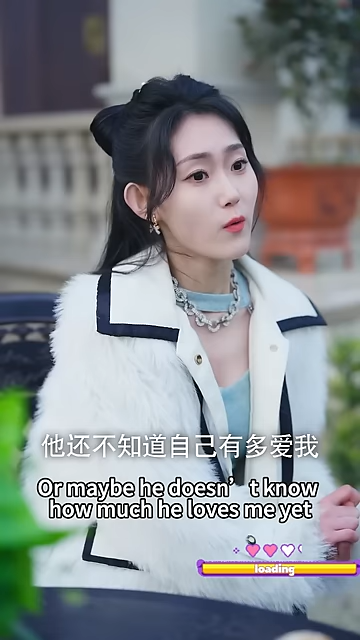 他还不知道自己有多爱我
Or maybe he doesn't know
how much he loves me yet
loading